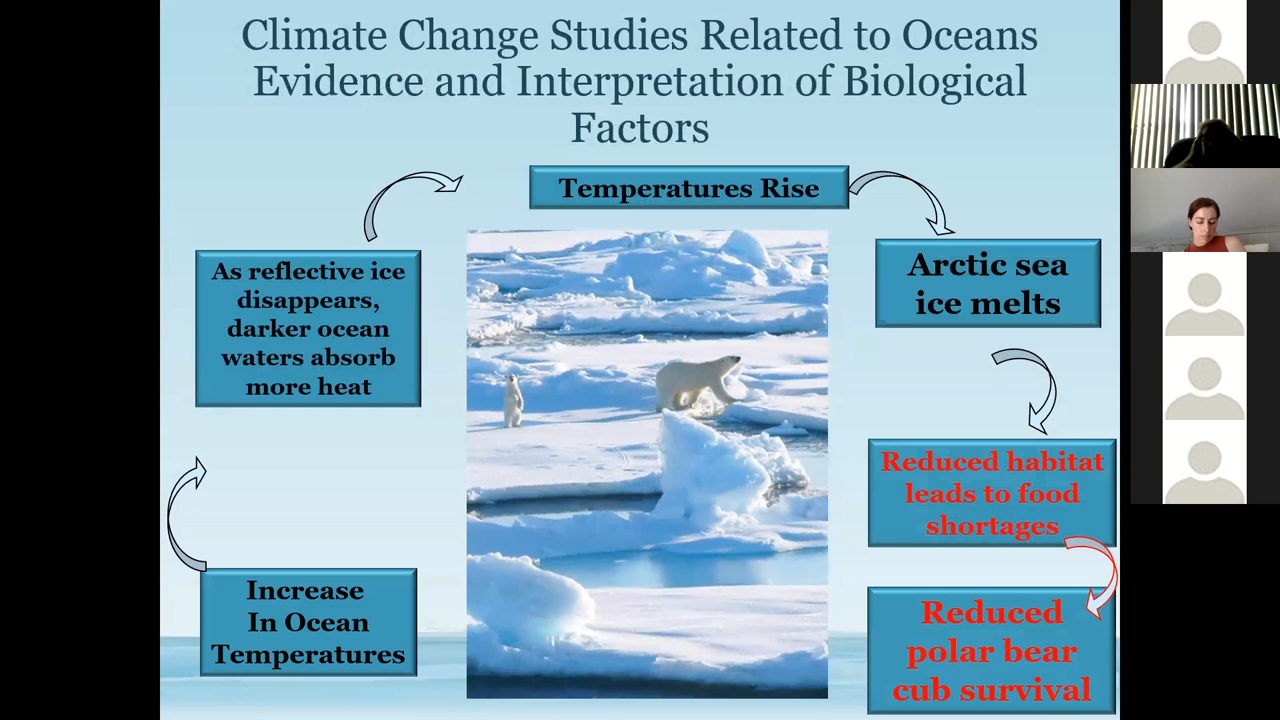 Climate Change Studies Related to Oceans
Evidence and Interpretation of Biological
Factors
Temperatures Rise
Arctic sea
ice melts
Reduced habitat
leads to food
shortages
Reduced
polar bear
cub survival
Increase
In Ocean
Temperatures
As reflective ice
disappears,
darker ocean
waters absorb
more heat